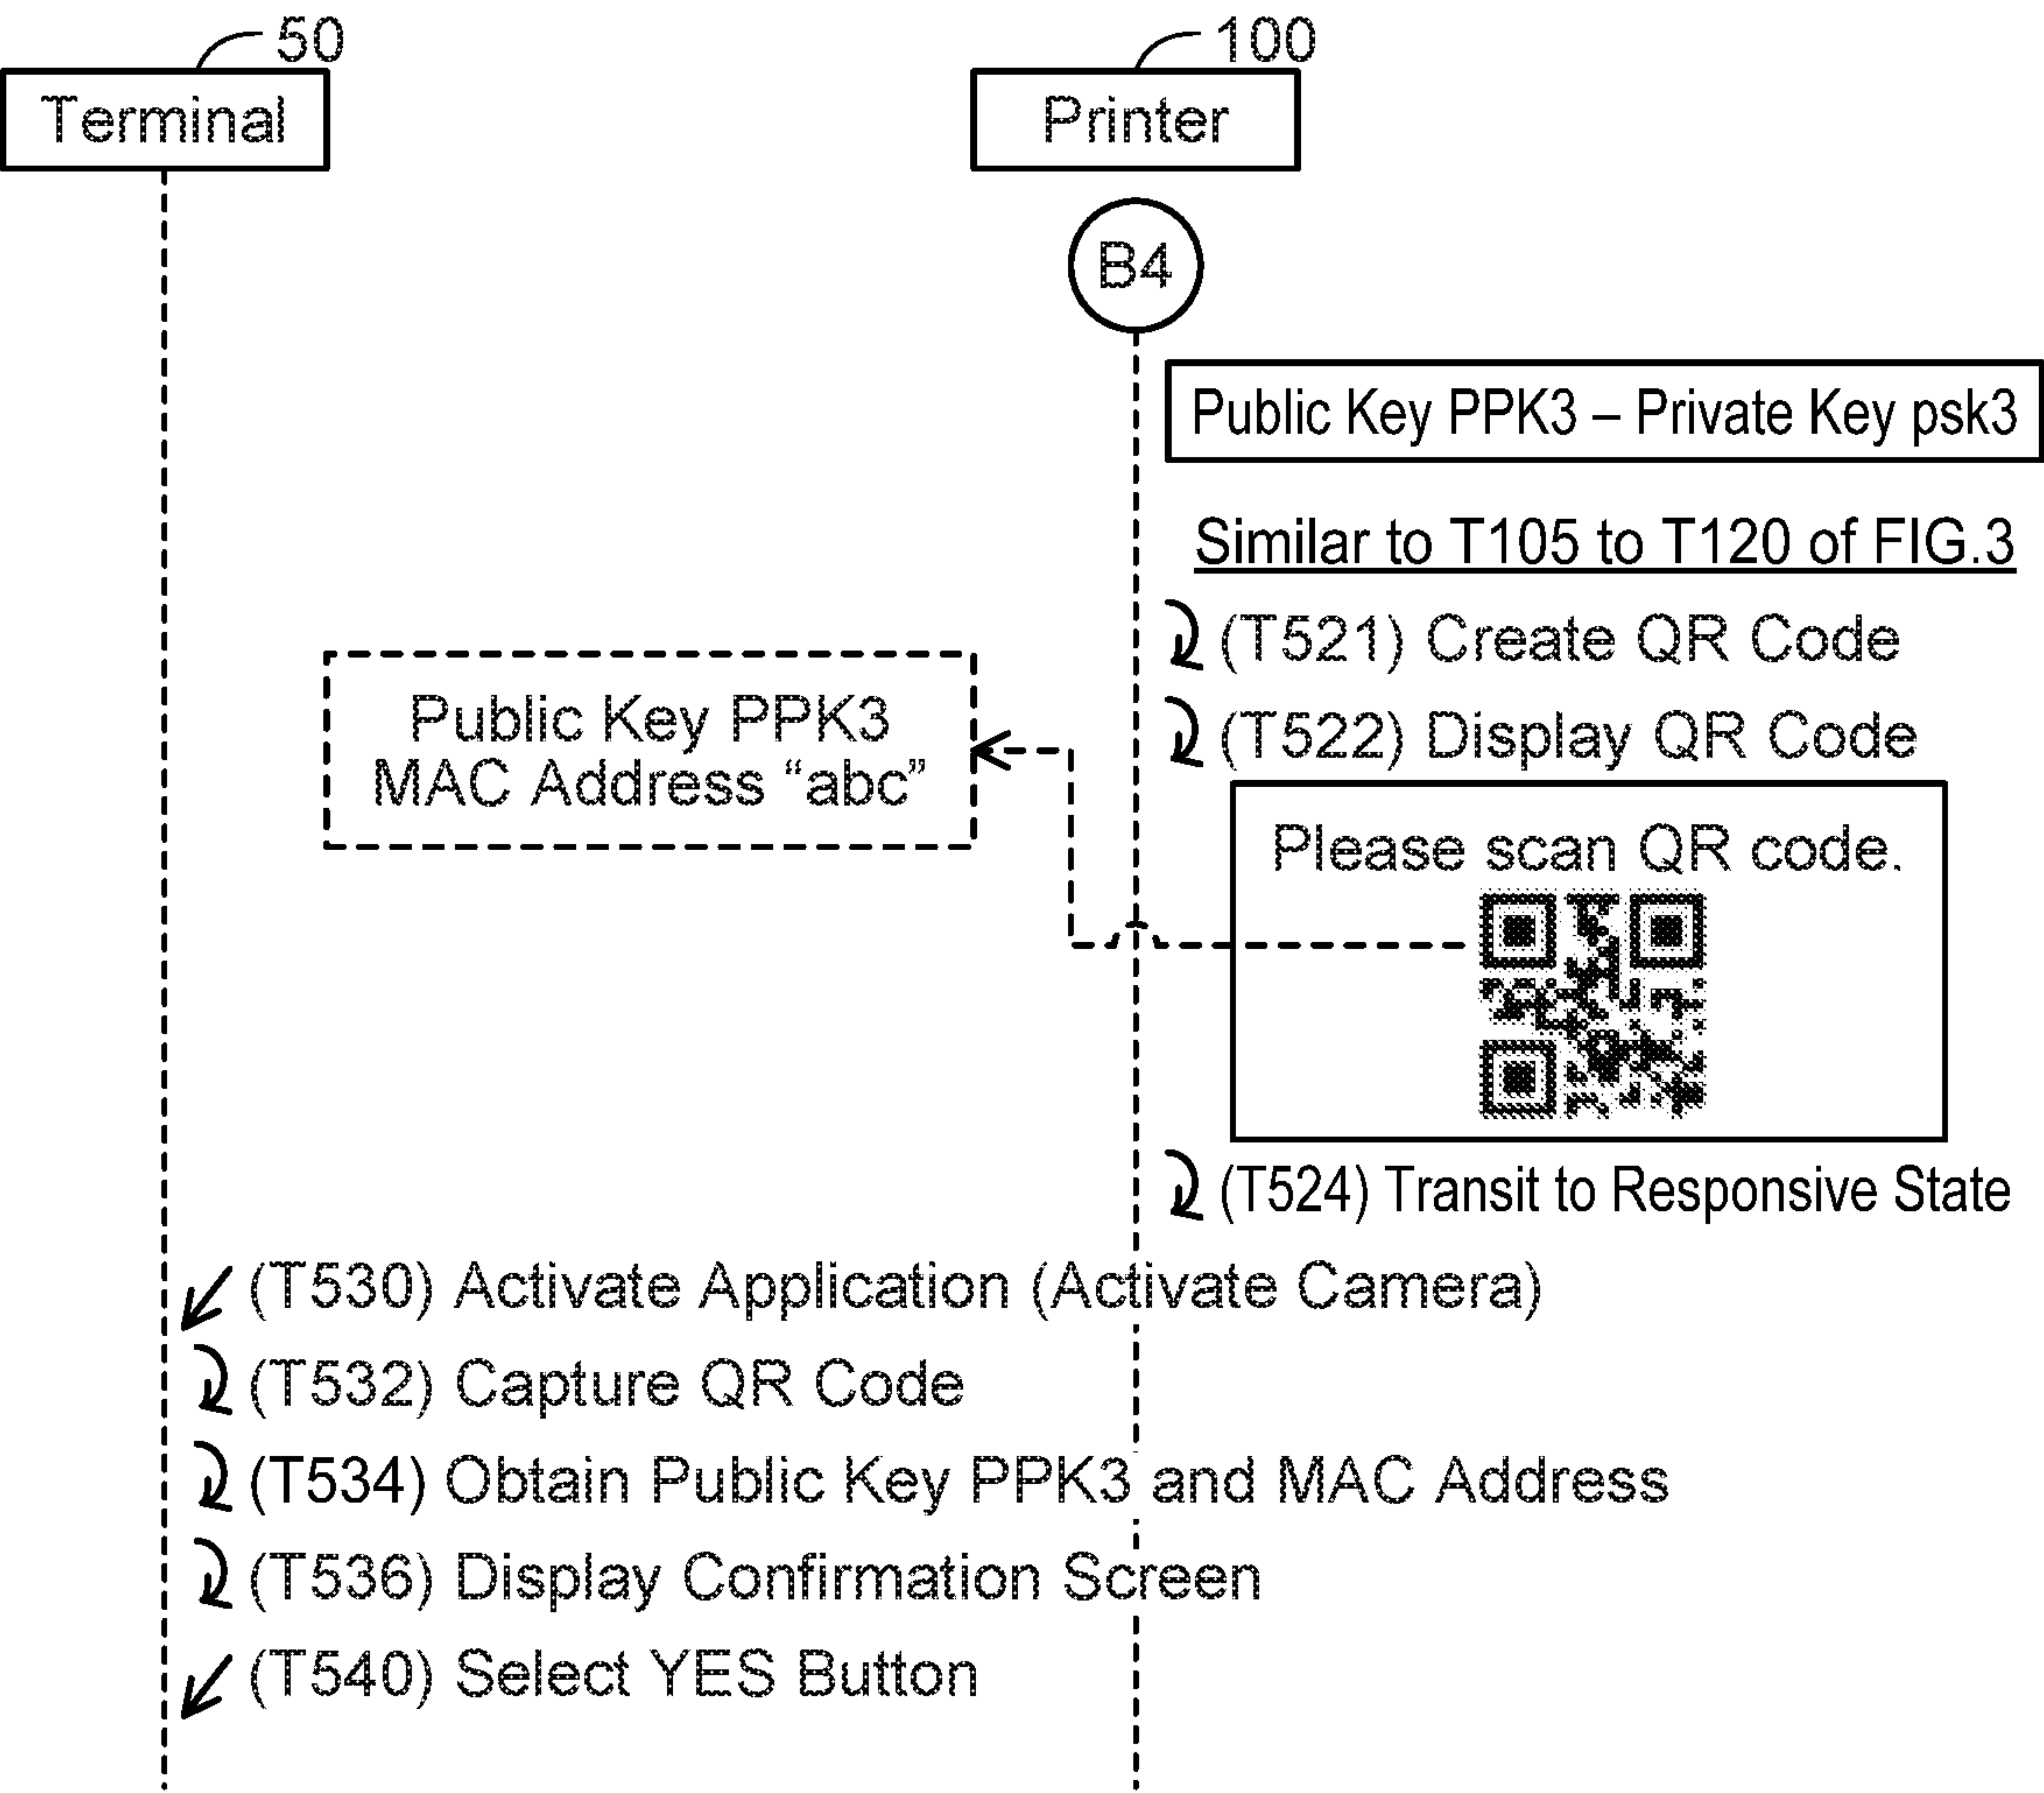 50
100
Terminal
Printer
B4
Public Key PPK3 – Private Key psk3
Similar to T105 to T120 of FIG.3
(T521) Create QR Code
(T522) Display QR Code
Public Key PPK3
MAC Address “abc”
Please scan QR code.
(T524) Transit to Responsive State
(T530) Activate Application (Activate Camera)
(T532) Capture QR Code
(T534) Obtain Public Key PPK3 and MAC Address
(T536) Display Confirmation Screen
(T540) Select YES Button